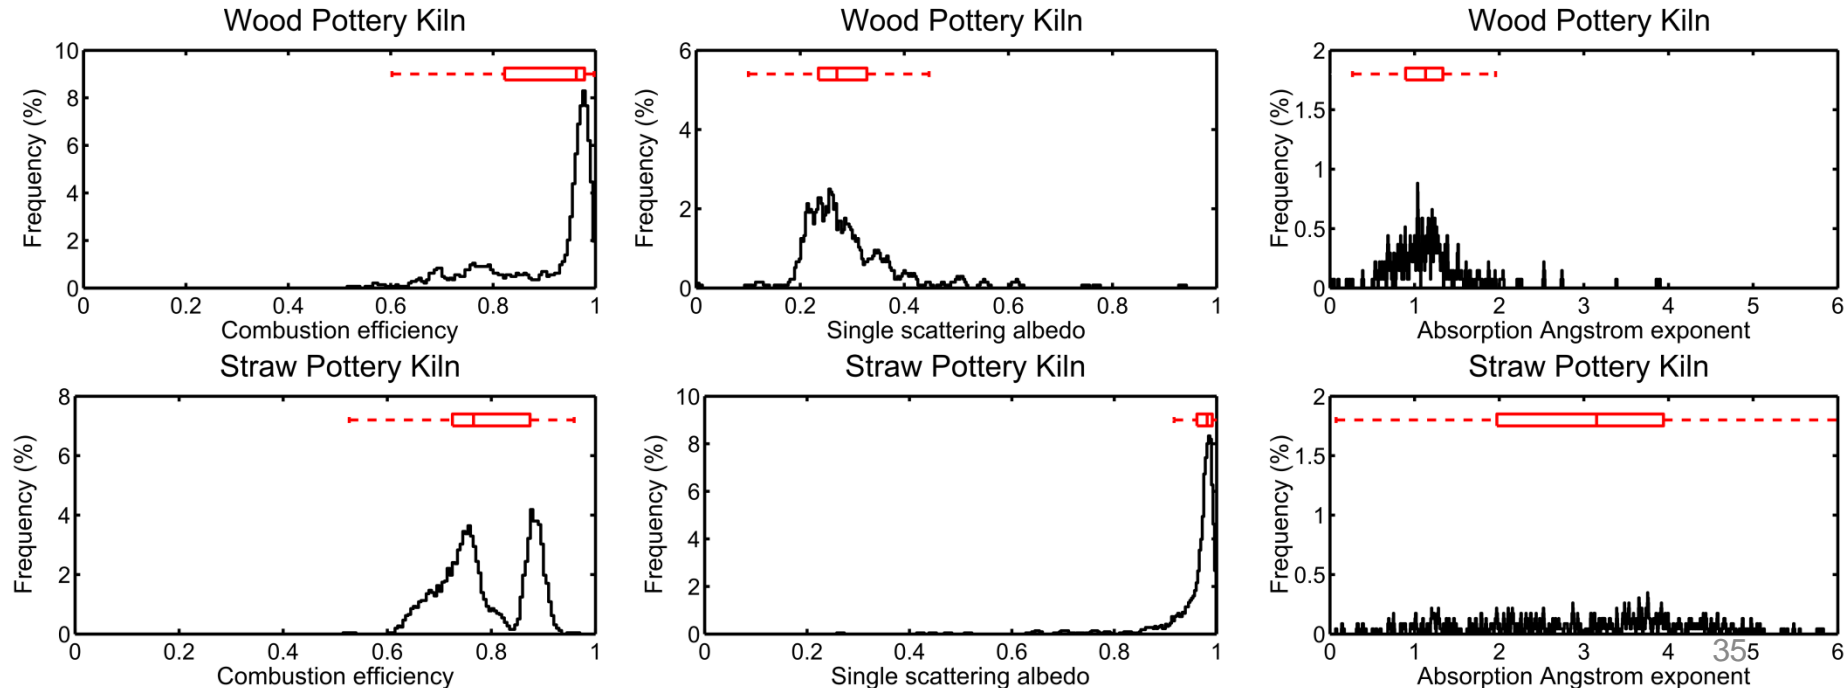 Wood Pottery Kiln
Frequency (%)
10
8
6
4
2
0
0 0.2 0.4 0.6 0.8 1
Combustion efficiency
Wood Pottery Kiln
Frequency (%)
6
4
2
0
0 0.2 0.4 0.6 0.8 1
Single scattering albedo
Wood Pottery Kiln
Frequency (%)
2
1.5
1
0.5
0
0 1 2 3 4 5 6
Absorption Angstrom exponent
Straw Pottery Kiln
Frequency (%)
8
6
4
2
0
0 0.2 0.4 0.6 0.8 1
Combustion efficiency
Straw Pottery Kiln
Frequency (%)
10
8
6
4
2
0
0 0.2 0.4 0.6 0.8 1
Single scattering albedo
Straw Pottery Kiln
Frequency (%)
2
1.5
1
0.5
0
0 1 2 3 4 5 6
Absorption Angstrom exponent
35